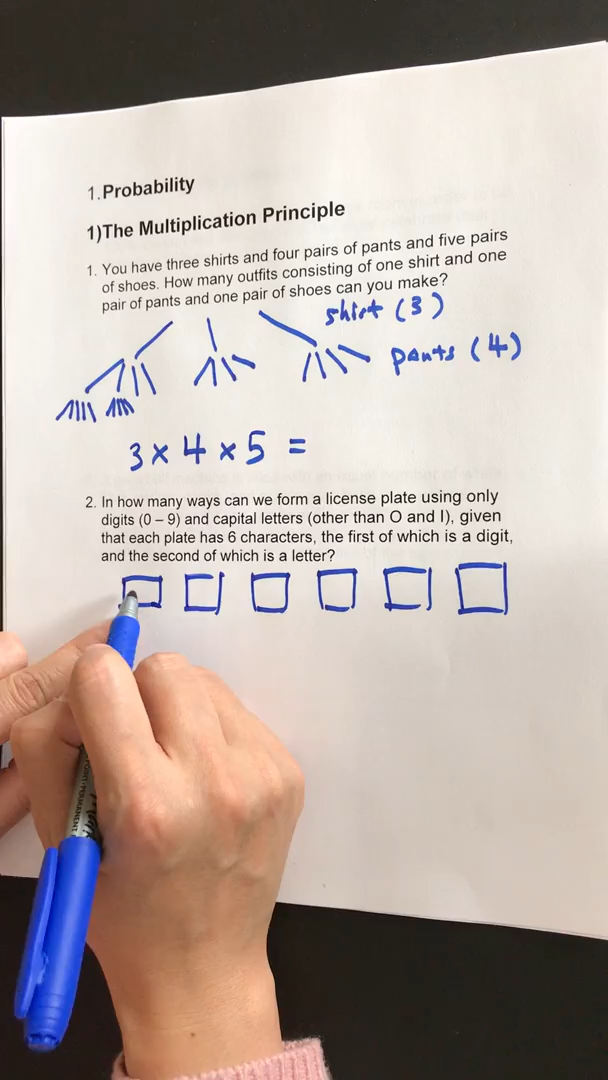 1.Probability
1)The Multiplication Principle
1. You have three shirts and four pairs of pants and five pairs
of shoes. How many outfits consisting of one shirt and one
pair of pants and one pair of shoes can you make?
shirt (3)
pants (4)
3 × 4 × 5 =
2. In how many ways can we form a license plate using only
digits (0 – 9) and capital letters (other than O and I), given
that each plate has 6 characters, the first of which is a digit,
and the second of which is a letter?
PERMANENT